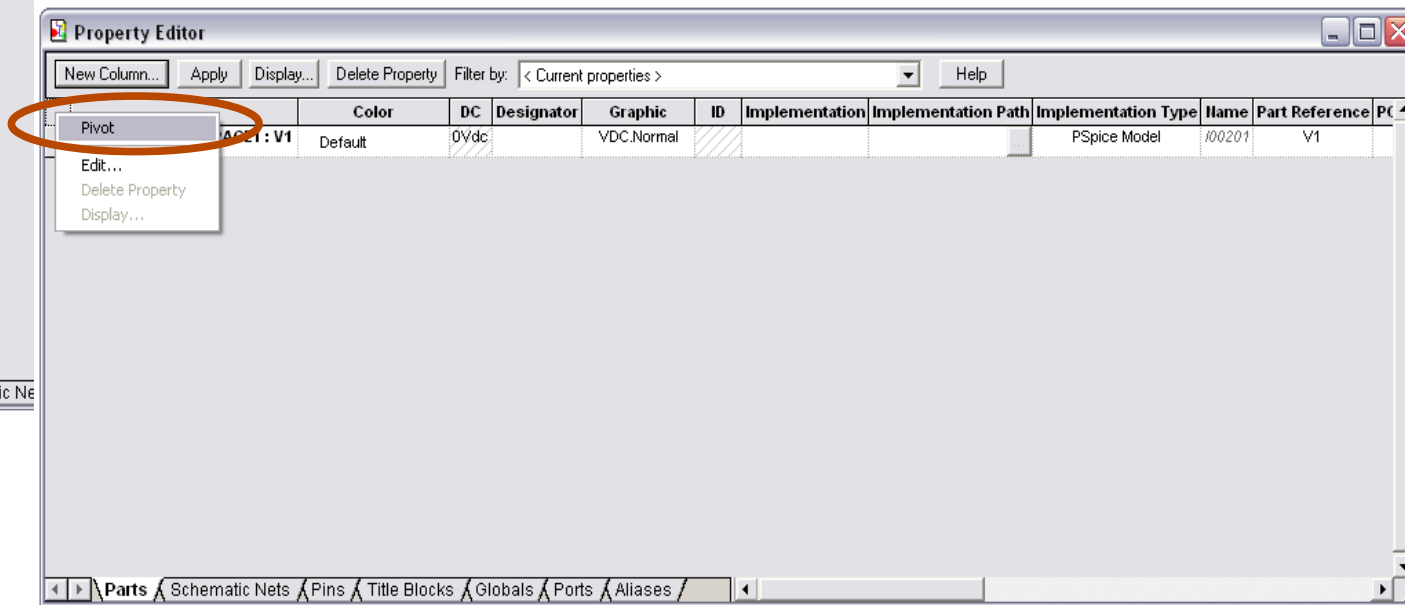 Property Editor
New Column... Apply Display... Delete Property Filter by: < Current properties > Help
Color DC Designator Graphic ID Implementation Implementation Path Implementation Type Name Part Reference
Pivot : V1 Default 0Vdc VDC.Normal ... PSpice Model I00201 V1
Edit...
Delete Property
Display...
ic Ne
Parts Schematic Nets Pins Title Blocks Globals Ports Aliases